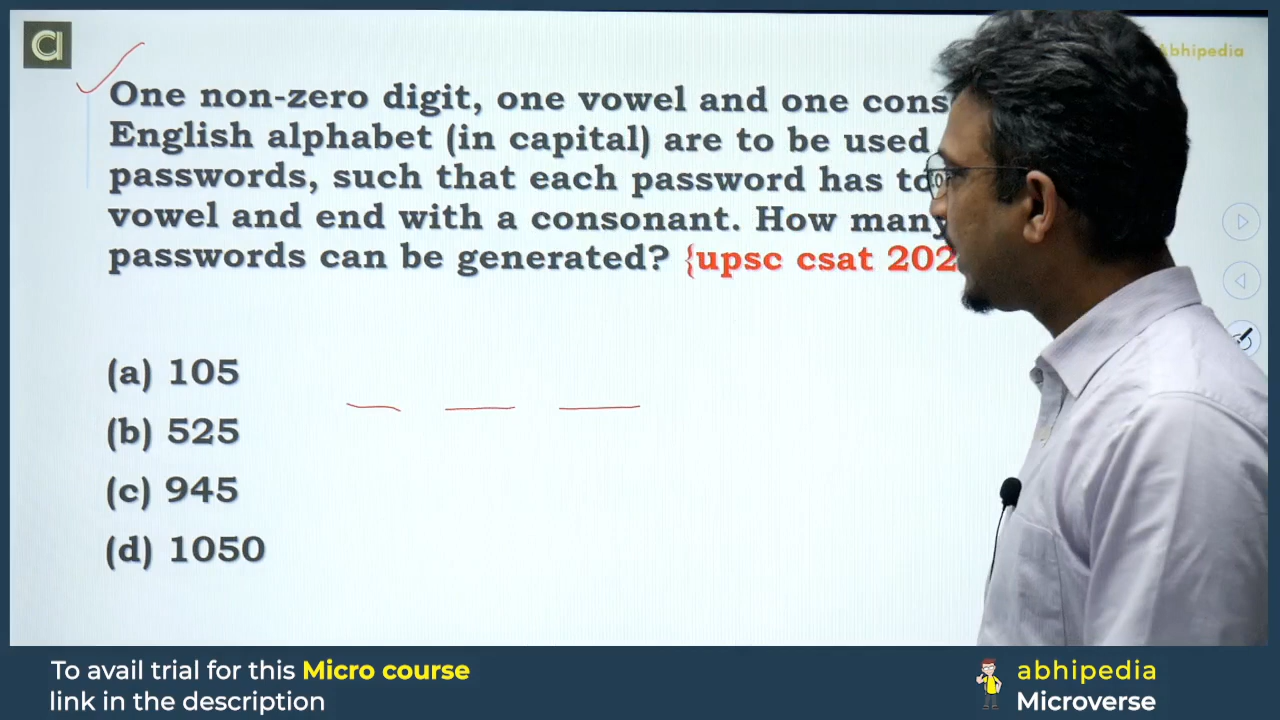 Abhipedia
One non-zero digit, one vowel and one
English alphabet (in capital) are to be used
passwords, such that each password has to
vowel and end with a consonant. How many
passwords can be generated? {upsc csat
(a) 105
(b) 525
(c) 945
(d) 1050
To avail trial for this Micro course
link in the description
abhipedia
Microverse